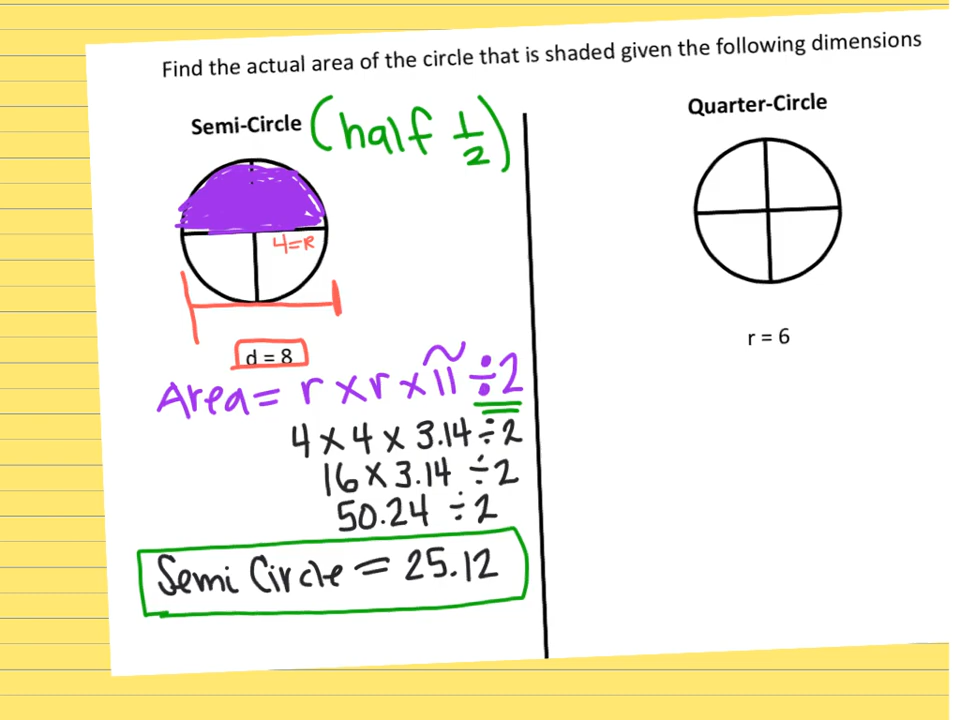 Find the actual area of the circle that is shaded given the following dimensions
Semi-Circle (half 1/2)
4=R
d = 8
Area = r x r x π ÷2
4 x 4 x 3.14 ÷2
16 x 3.14 ÷2
50.24 ÷2
Semi Circle = 25.12
Quarter-Circle
r = 6